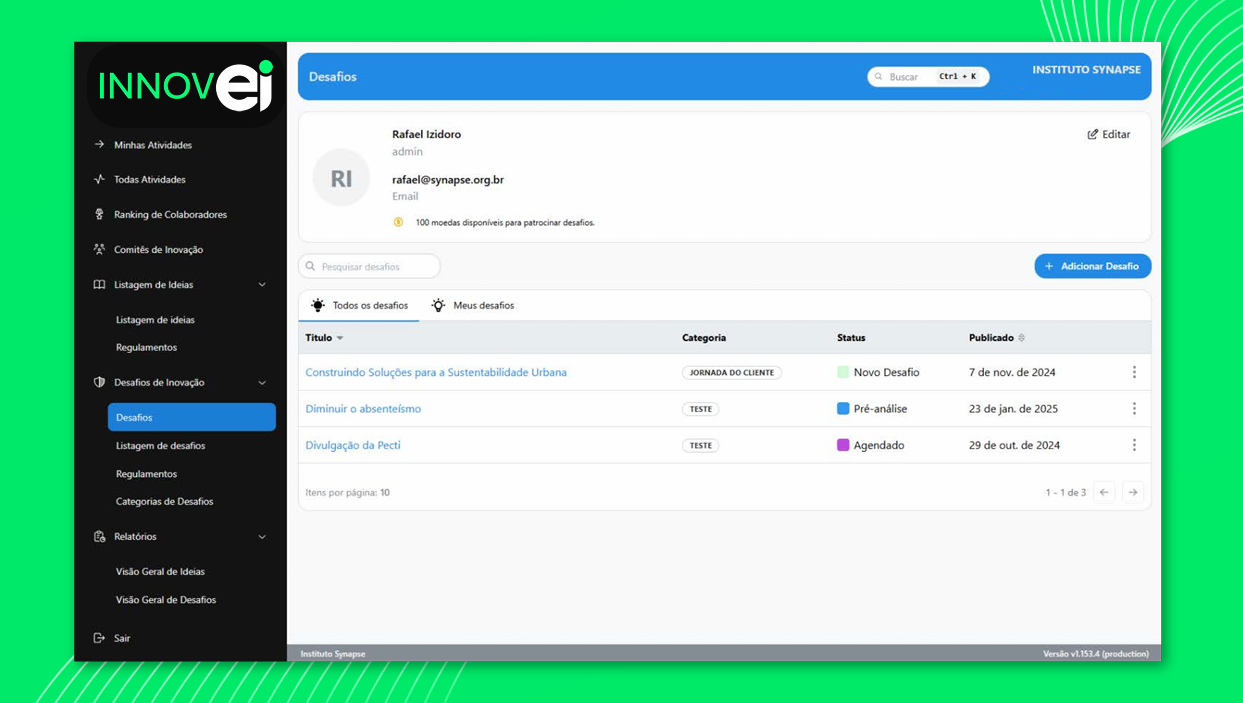 INNOVei
Minhas Atividades
Todas Atividades
Ranking de Colaboradores
Comitês de Inovação
Listagem de Ideias
Listagem de ideias
Regulamentos
Desafios de Inovação
Desafios
Listagem de desafios
Regulamentos
Categorias de Desafios
Relatórios
Visão Geral de Ideias
Visão Geral de Desafios
Sair
Desafios
Buscar Ctrl + K
INSTITUTO SYNAPSE
RI
Rafael Izidoro
admin
rafael@synapse.org.br
Email
100 moedas disponíveis para patrocinar desafios.
Editar
Pesquisar desafios
+ Adicionar Desafio
Todos os desafios Meus desafios
Titulo Categoria Status Publicado
Construindo Soluções para a Sustentabilidade Urbana JORNADA DO CLIENTE Novo Desafio 7 de nov. de 2024
Diminuir o absenteísmo TESTE Pré-análise 23 de jan. de 2025
Divulgação da Pecti TESTE Agendado 29 de out. de 2024
Itens por página: 10 1 - 1 de 3
Instituto Synapse Versão v1.153.4 (production)